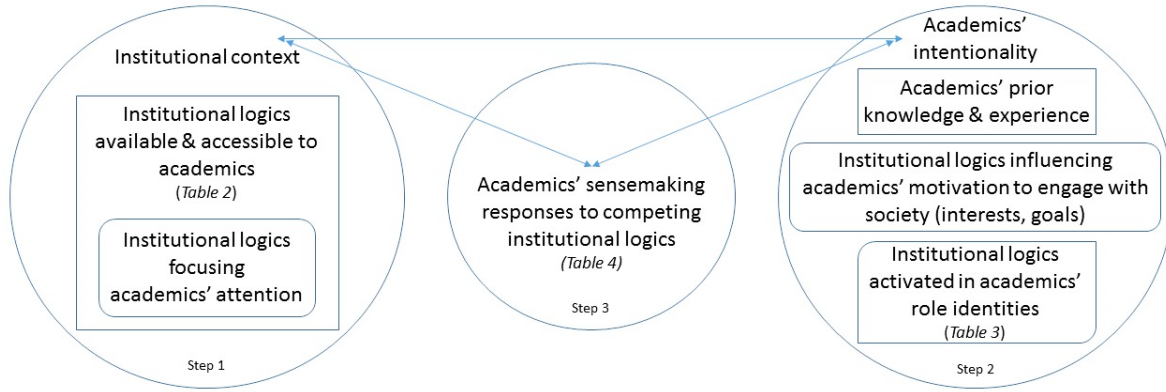 Institutional context
Institutional logics
available & accessible to
academics
(Table 2)
Institutional logics
focusing
academics’ attention
Step 1
Academics’ sensemaking
responses to competing
institutional logics
(Table 4)
Step 3
Academics’
intentionality
Academics’ prior
knowledge & experience
Institutional logics influencing
academics’ motivation to engage with
society (interests, goals)
Institutional logics
activated in academics’
role identities
(Table 3)
Step 2